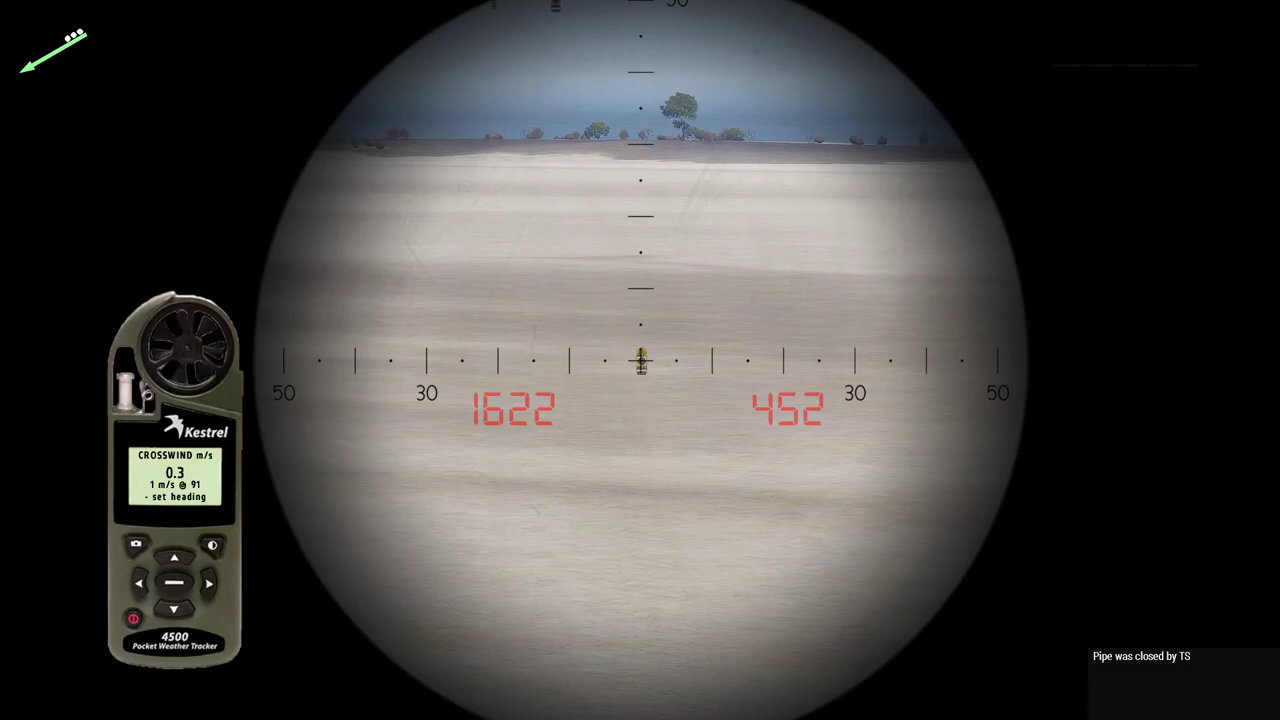 50
50
30
30
50
1622
452
Kestrel
CROSSWIND m/s
0.3
1 m/s @ 91
- set heading
4500
Pocket Weather Tracker
Pipe was closed by TS